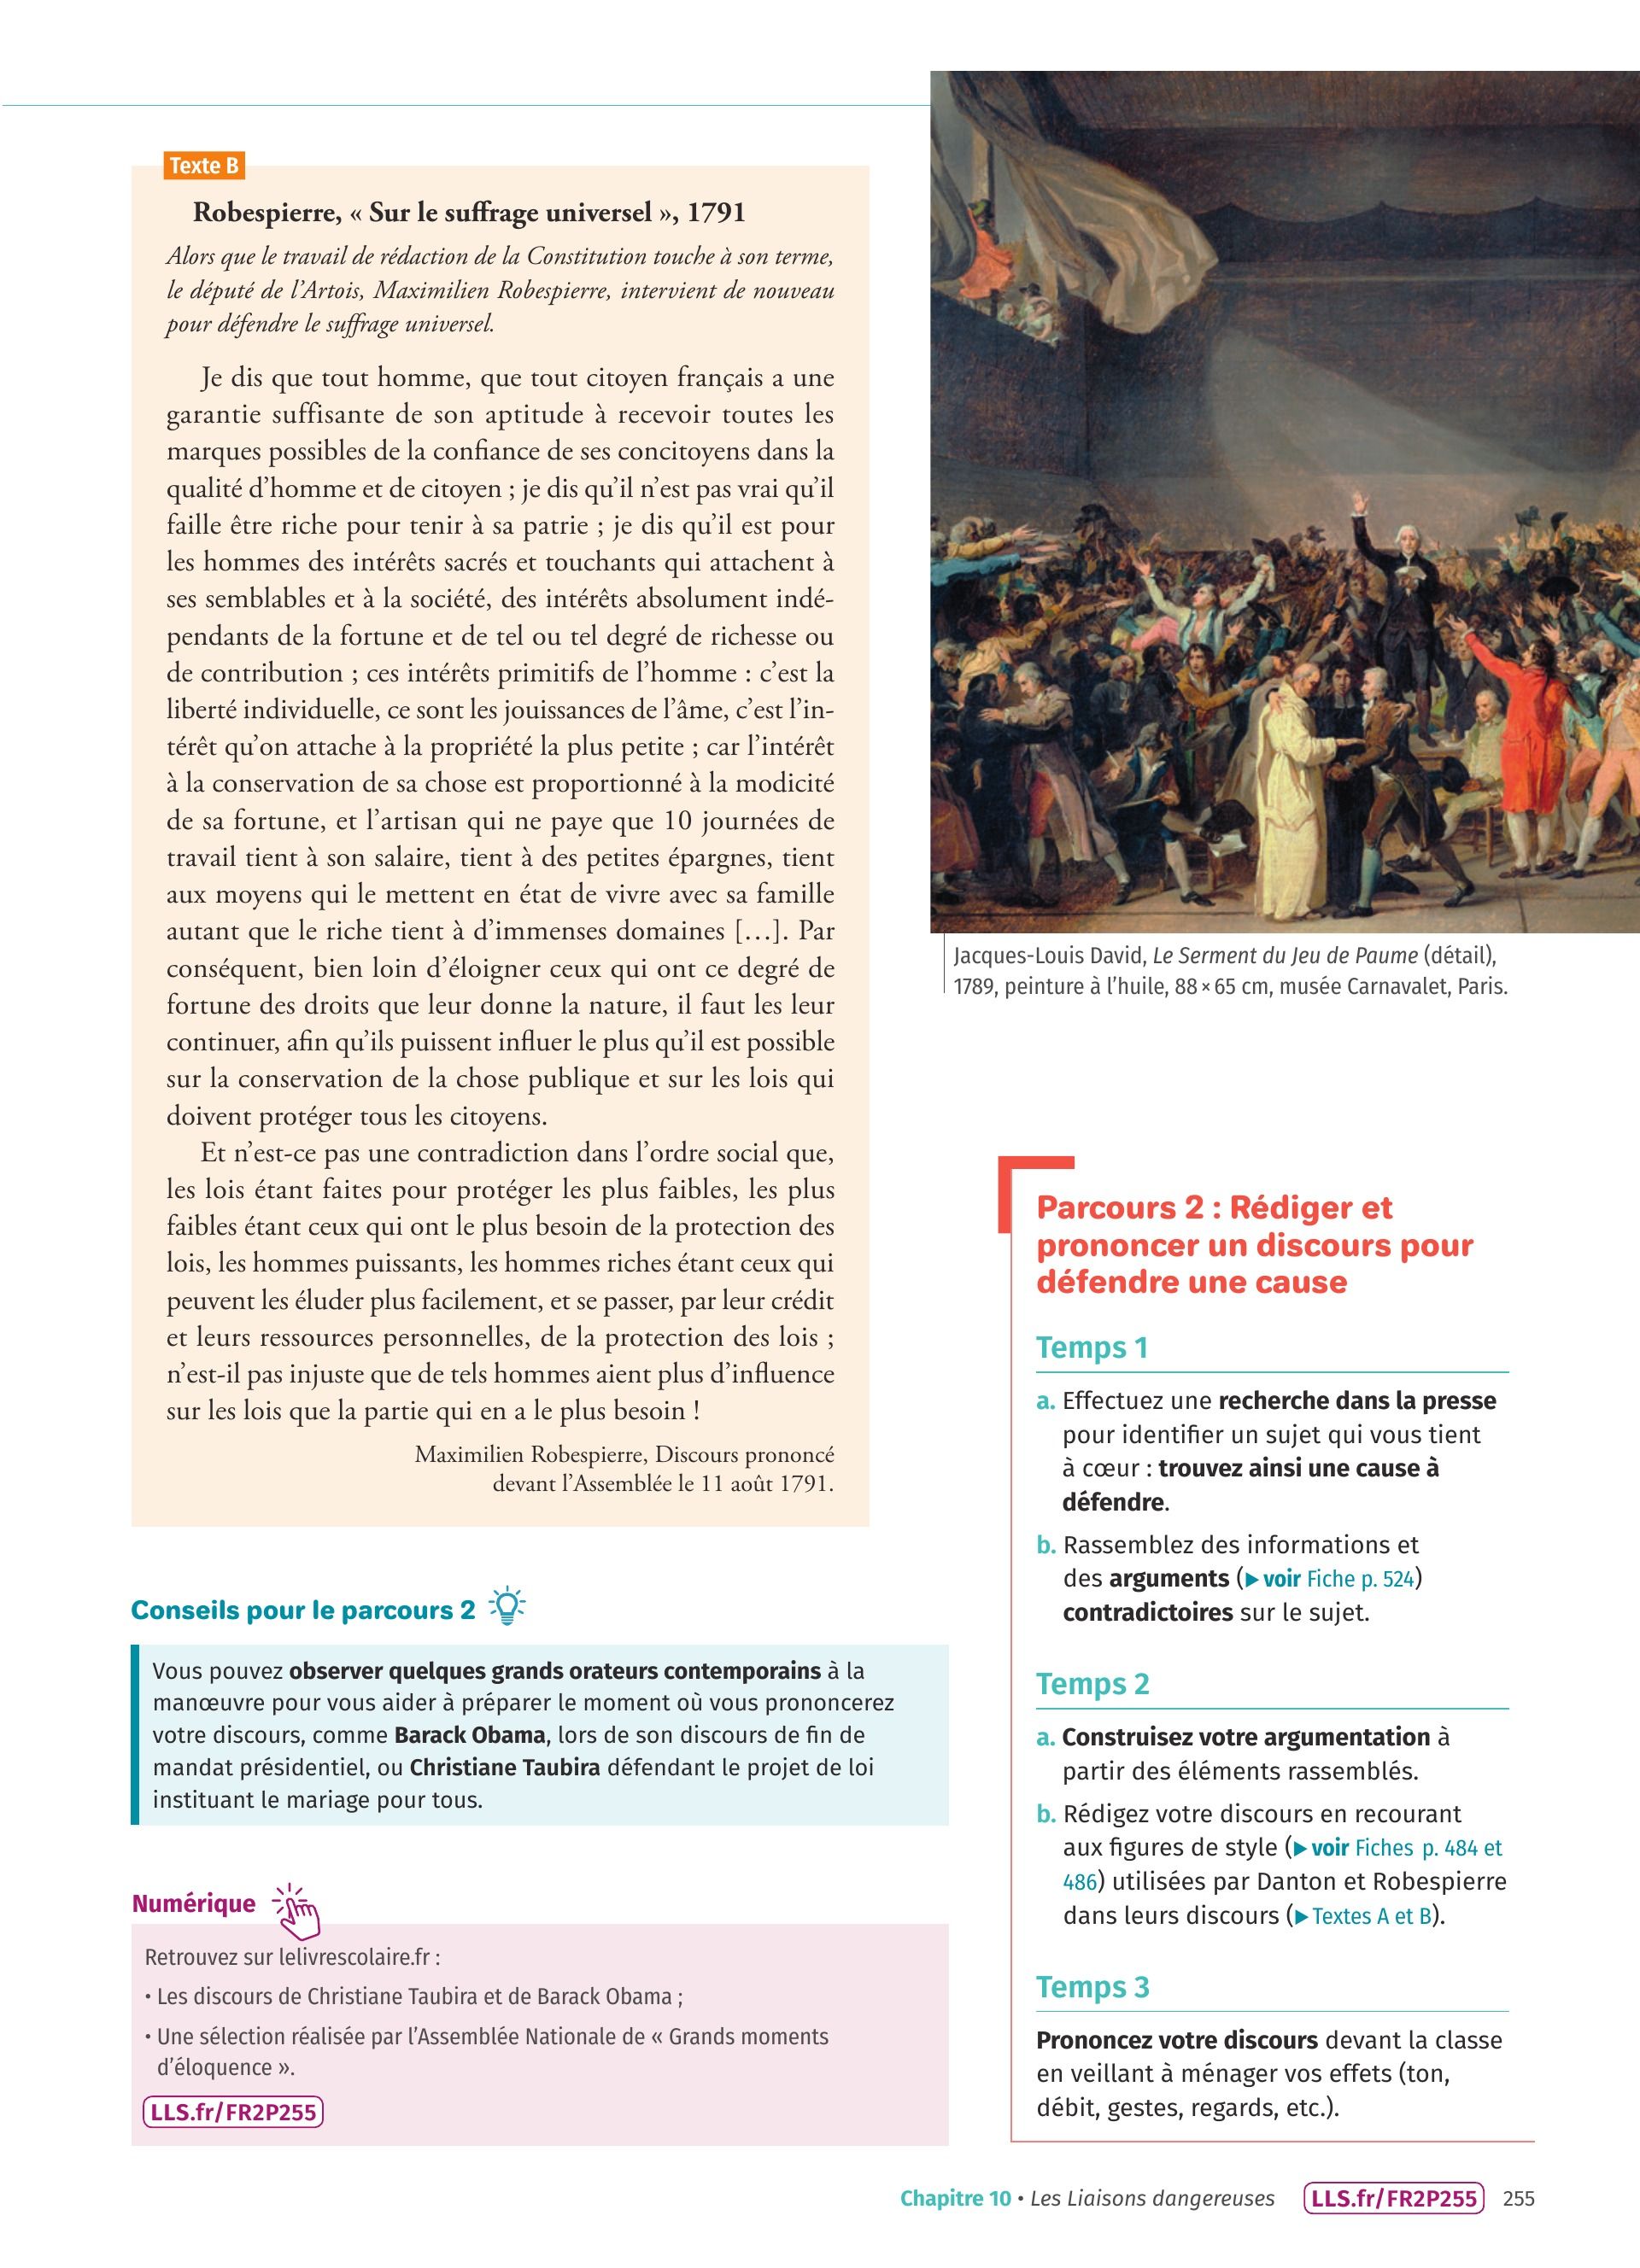 Texte B
Robespierre, « Sur le suffrage universel », 1791
Alors que le travail de rédaction de la Constitution touche à son terme,
le député de l’Artois, Maximilien Robespierre, intervient de nouveau
pour défendre le suffrage universel.
Je dis que tout homme, que tout citoyen français a une
garantie suffisante de son aptitude à recevoir toutes les
marques possibles de la confiance de ses concitoyens dans la
qualité d’homme et de citoyen ; je dis qu’il n’est pas vrai qu’il
faille être riche pour tenir à sa patrie ; je dis qu’il est pour
les hommes des intérêts sacrés et touchants qui attachent à
ses semblables et à la société, des intérêts absolument indé-
pendants de la fortune et de tel ou tel degré de richesse ou
de contribution ; ces intérêts primitifs de l’homme : c’est la
liberté individuelle, ce sont les jouissances de l’âme, c’est l’in-
térêt qu’on attache à la propriété la plus petite ; car l’intérêt
à la conservation de sa chose est proportionné à la modicité
de sa fortune, et l’artisan qui ne paye que 10 journées de
travail tient à son salaire, tient à des petites épargnes, tient
aux moyens qui le mettent en état de vivre avec sa famille
autant que le riche tient à d’immenses domaines […]. Par
conséquent, bien loin d’éloigner ceux qui ont ce degré de
fortune des droits que leur donne la nature, il faut les leur
continuer, afin qu’ils puissent influer le plus qu’il est possible
sur la conservation de la chose publique et sur les lois qui
doivent protéger tous les citoyens.
Et n’est-ce pas une contradiction dans l’ordre social que,
les lois étant faites pour protéger les plus faibles, les plus
faibles étant ceux qui ont le plus besoin de la protection des
lois, les hommes puissants, les hommes riches étant ceux qui
peuvent les éluder plus facilement, et se passer, par leur crédit
et leurs ressources personnelles, de la protection des lois ;
n’est-il pas injuste que de tels hommes aient plus d’influence
sur les lois que la partie qui en a le plus besoin !
Maximilien Robespierre, Discours prononcé
devant l’Assemblée le 11 août 1791.
Jacques-Louis David, Le Serment du Jeu de Paume (détail),
1789, peinture à l’huile, 88 × 65 cm, musée Carnavalet, Paris.
Conseils pour le parcours 2
Vous pouvez observer quelques grands orateurs contemporains à la
manœuvre pour vous aider à préparer le moment où vous prononcerez
votre discours, comme Barack Obama, lors de son discours de fin de
mandat présidentiel, ou Christiane Taubira défendant le projet de loi
instituant le mariage pour tous.
Numérique
Retrouvez sur lelivrescolaire.fr :
• Les discours de Christiane Taubira et de Barack Obama ;
• Une sélection réalisée par l’Assemblée Nationale de « Grands moments
d’éloquence ».
LLS.fr/FR2P255
Parcours 2 : Rédiger et
prononcer un discours pour
défendre une cause
Temps 1
a. Effectuez une recherche dans la presse
pour identifier un sujet qui vous tient
à cœur : trouvez ainsi une cause à
défendre.
b. Rassemblez des informations et
des arguments (▶ voir Fiche p. 524)
contradictoires sur le sujet.
Temps 2
a. Construisez votre argumentation à
partir des éléments rassemblés.
b. Rédigez votre discours en recourant
aux figures de style (▶ voir Fiches p. 484 et
486) utilisées par Danton et Robespierre
dans leurs discours (▶ Textes A et B).
Temps 3
Prononcez votre discours devant la classe
en veillant à ménager vos effets (ton,
débit, gestes, regards, etc.).
Chapitre 10 • Les Liaisons dangereuses LLS.fr/FR2P255 255